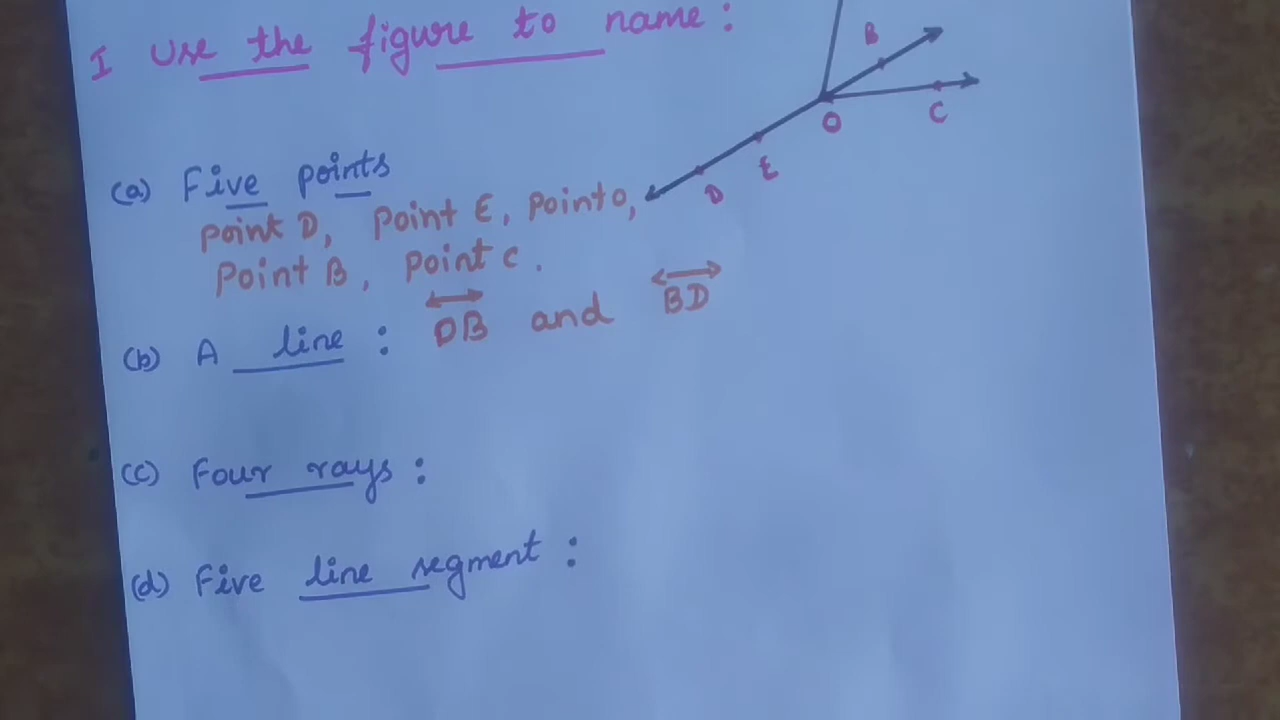 I Use the figure to name :
B
O
C
E
D
(a) Five points
Point D, Point E, Point O,
Point B, Point C.
(b) A line : DB and BD
(c) Four rays :
(d) Five line segment :